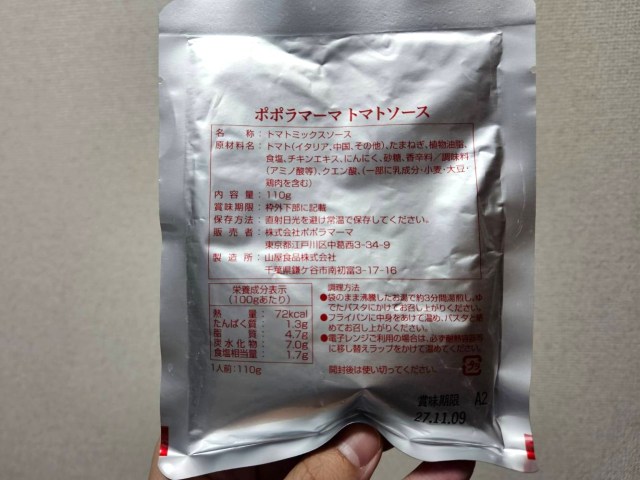 ポポラマーマ トマトソース
名称：トマトミックスソース
原材料名：トマト(イタリア、中国、その他)、たまねぎ、植物油脂、
食塩、チキンエキス、にんにく、砂糖、香辛料／調味料
(アミノ酸等)、クエン酸、(一部に乳成分・小麦・大豆・
鶏肉を含む)
内容量：110g
賞味期限：枠外下部に記載
保存方法：直射日光を避け常温で保存してください。
販売者：株式会社ポポラマーマ
東京都江戸川区中葛西3-34-9
製造所：山屋食品株式会社
千葉県鎌ケ谷市南初富3-17-16
栄養成分表示
(100gあたり)
熱量：72kcal
たんぱく質：1.3g
脂質：4.7g
炭水化物：7.0g
食塩相当量：1.7g
1人前：110g
調理方法
●袋のまま沸騰したお湯で約3分間湯煎し、ゆ
でたパスタにかけてお召し上がりください。
●フライパンに中身をあけて温め、パスタと絡
めてお召し上がりください。
●電子レンジご利用の場合は、必ず耐熱容器等
に移し替えラップをかけて温めてください。
開封後は使い切ってください。
プラ
賞味期限 A2
27.11.09